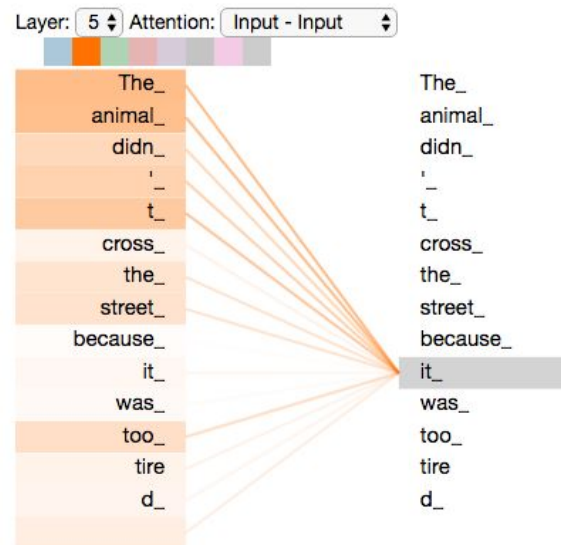 Layer: 5 Attention: Input - Input
The_ The_
animal_ animal_
didn_ didn_
'_ '_
t_ t_
cross_ cross_
the_ the_
street_ street_
because_ because_
it_ it_
was_ was_
too_ too_
tire tire
d_ d_